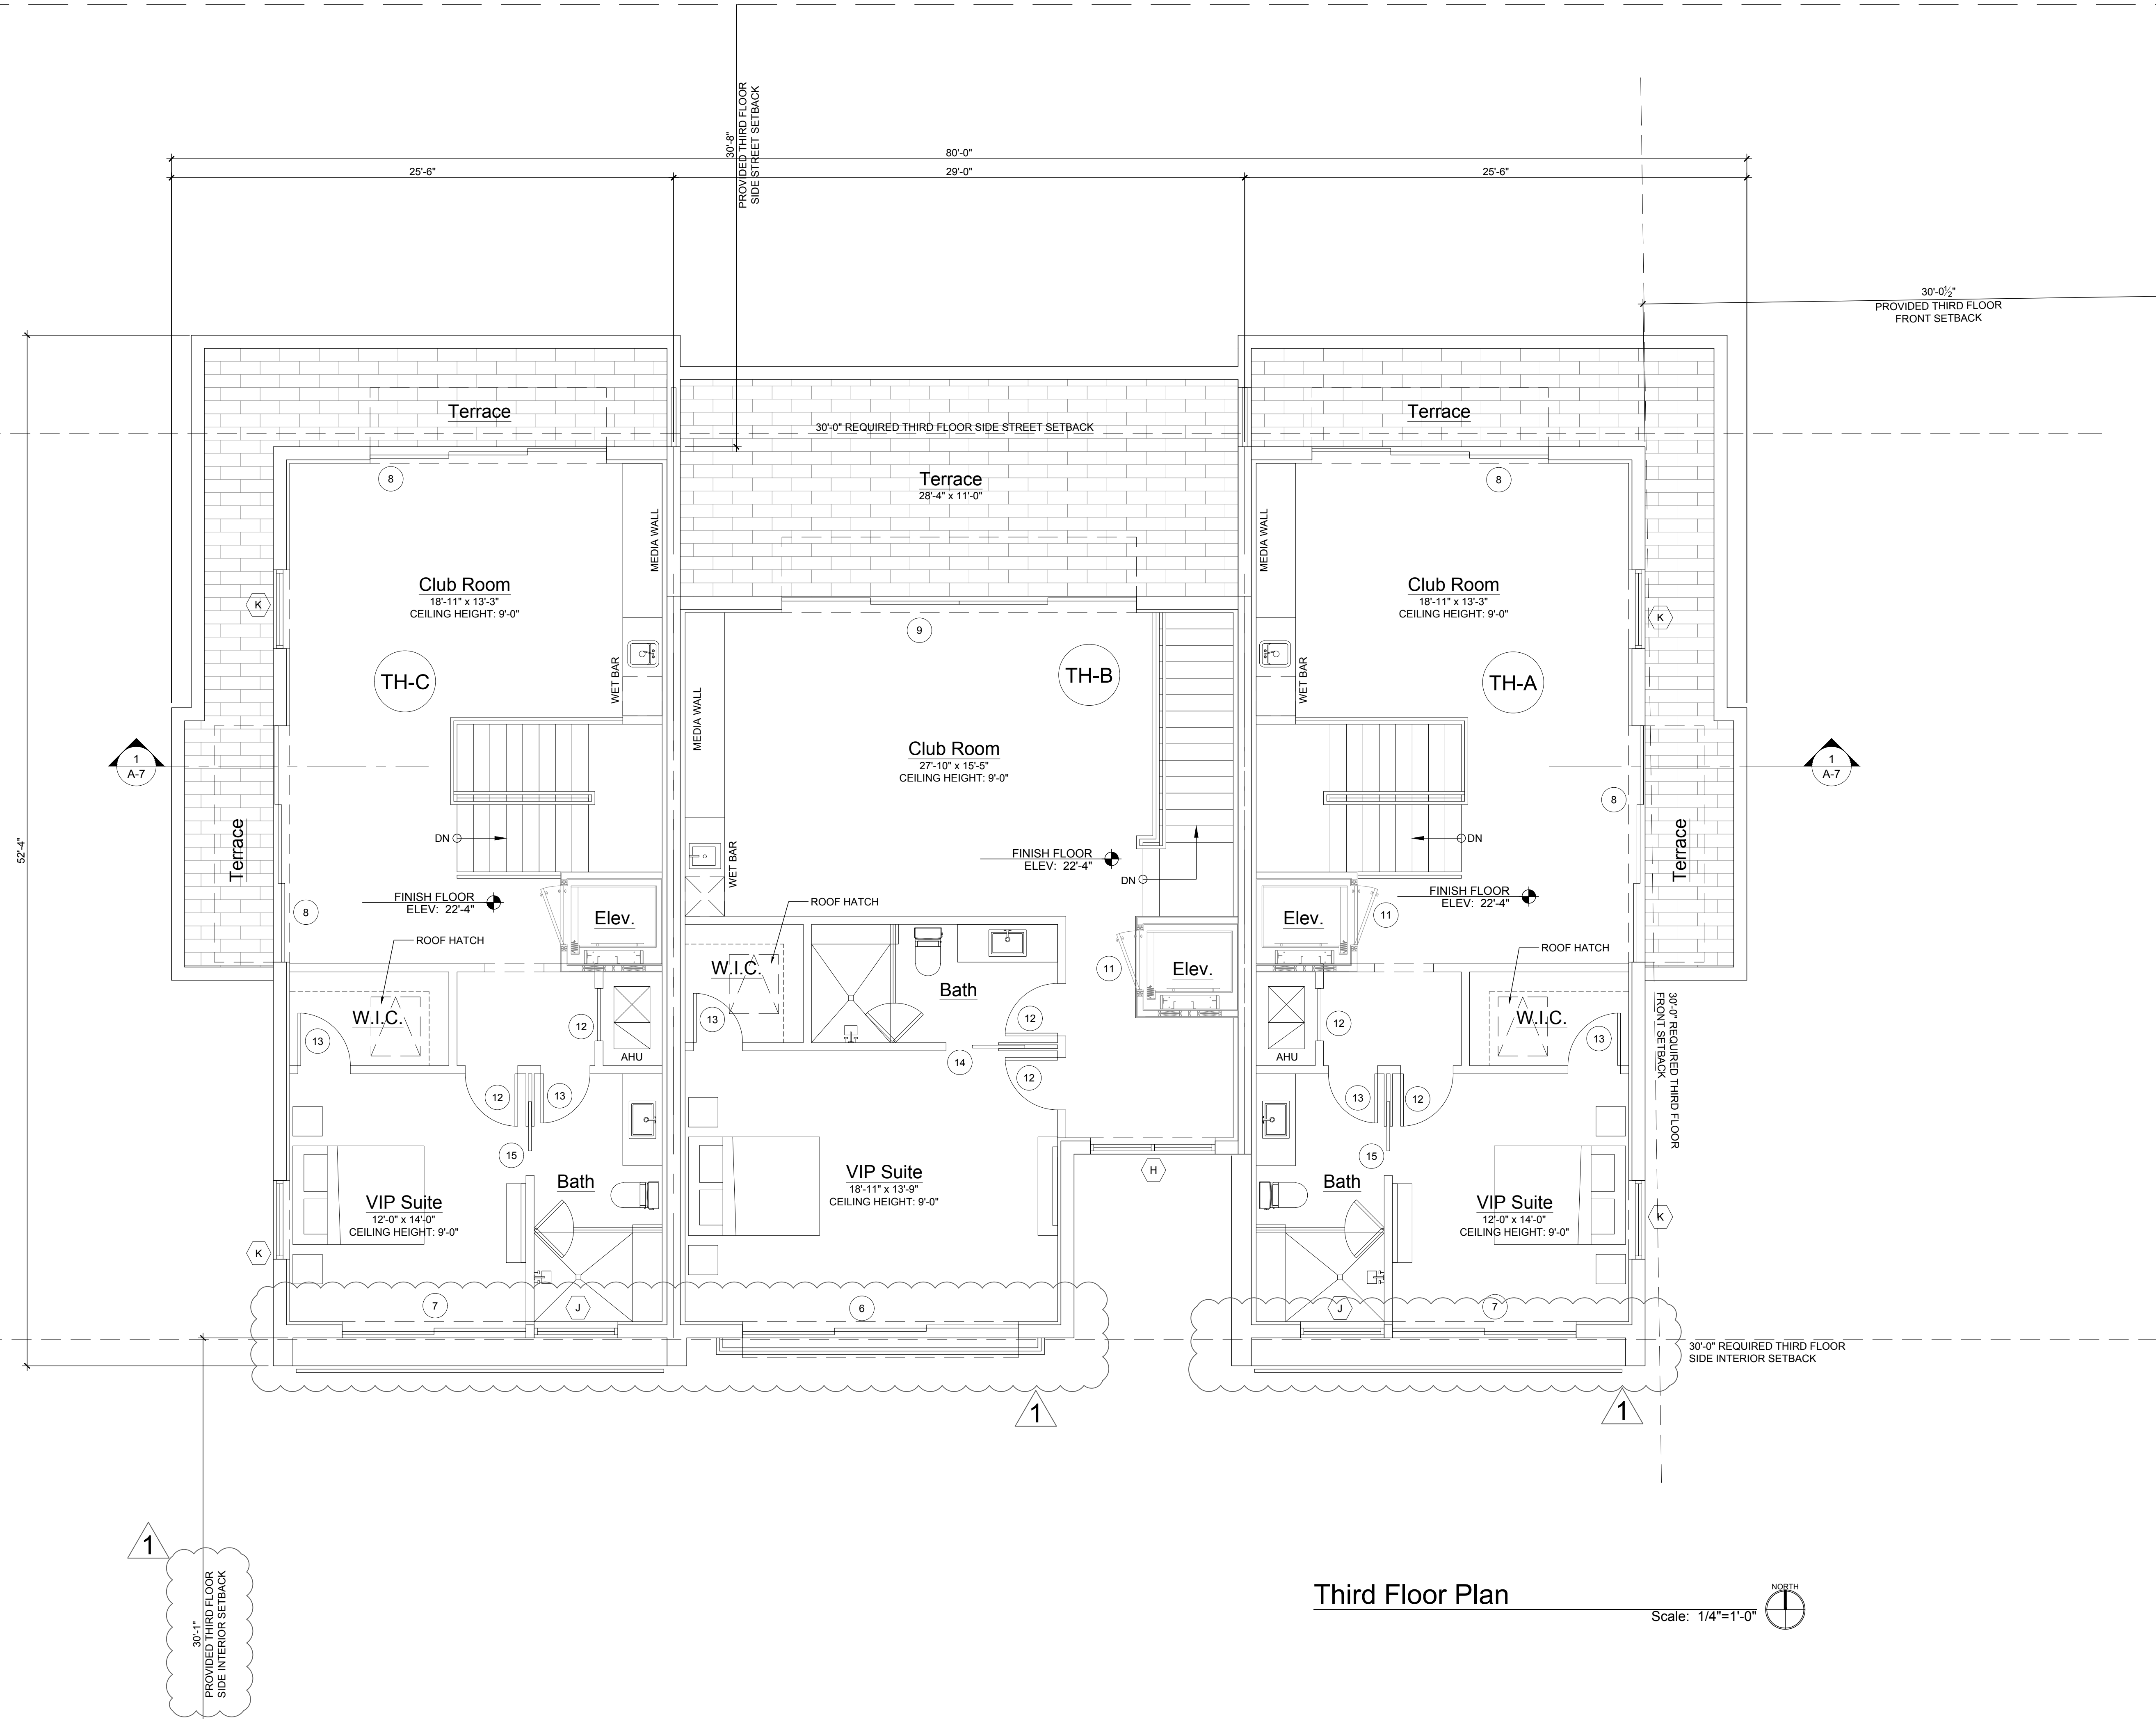 30'-8"
PROVIDED THIRD FLOOR
SIDE STREET SETBACK
80'-0"
25'-6"
29'-0"
25'-6"
30'-0½"
PROVIDED THIRD FLOOR
FRONT SETBACK
52'-4"
Terrace
30'-0" REQUIRED THIRD FLOOR SIDE STREET SETBACK
Terrace
28'-4" x 11'-0"
Terrace
8
8
MEDIA WALL
MEDIA WALL
Club Room
18'-11" x 13'-3"
CEILING HEIGHT: 9'-0"
K
Club Room
18'-11" x 13'-3"
CEILING HEIGHT: 9'-0"
K
9
TH-C
WET BAR
TH-B
WET BAR
TH-A
MEDIA WALL
Club Room
27'-10" x 15'-5"
CEILING HEIGHT: 9'-0"
1
A-7
1
A-7
8
DN
DN
Terrace
Terrace
WET BAR
FINISH FLOOR
ELEV: 22'-4"
DN
FINISH FLOOR
ELEV: 22'-4"
FINISH FLOOR
ELEV: 22'-4"
8
Elev.
ROOF HATCH
Elev.
11
ROOF HATCH
ROOF HATCH
W.I.C.
Bath
11
Elev.
W.I.C.
13
12
AHU
13
12
14
12
12
AHU
W.I.C.
13
30'-0" REQUIRED THIRD FLOOR
FRONT SETBACK
12
13
13
12
15
15
Bath
VIP Suite
12'-0" x 14'-0"
CEILING HEIGHT: 9'-0"
K
VIP Suite
18'-11" x 13'-9"
CEILING HEIGHT: 9'-0"
H
Bath
VIP Suite
12'-0" x 14'-0"
CEILING HEIGHT: 9'-0"
K
7
J
6
J
7
30'-0" REQUIRED THIRD FLOOR
SIDE INTERIOR SETBACK
1
1
1
30'-1"
PROVIDED THIRD FLOOR
SIDE INTERIOR SETBACK
Third Floor Plan
Scale: 1/4"=1'-0"
NORTH